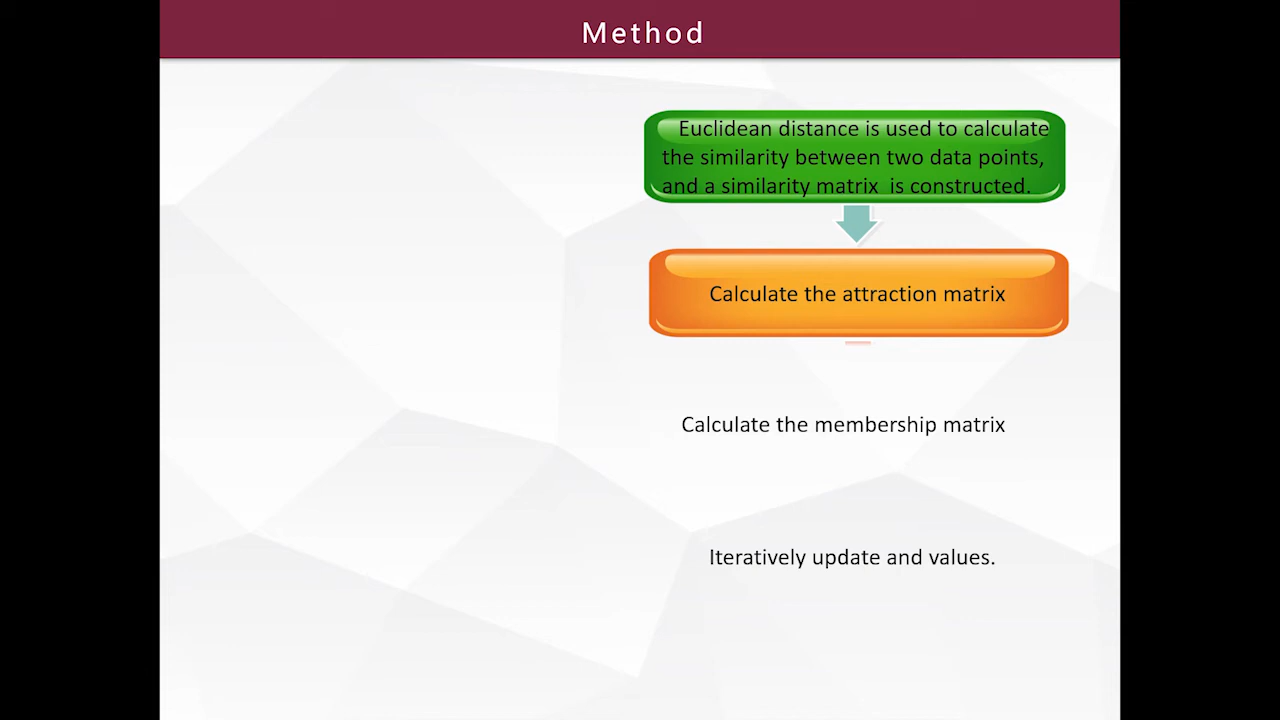 Method
Euclidean distance is used to calculate
the similarity between two data points,
and a similarity matrix is constructed.
Calculate the attraction matrix
Calculate the membership matrix
Iteratively update and values.